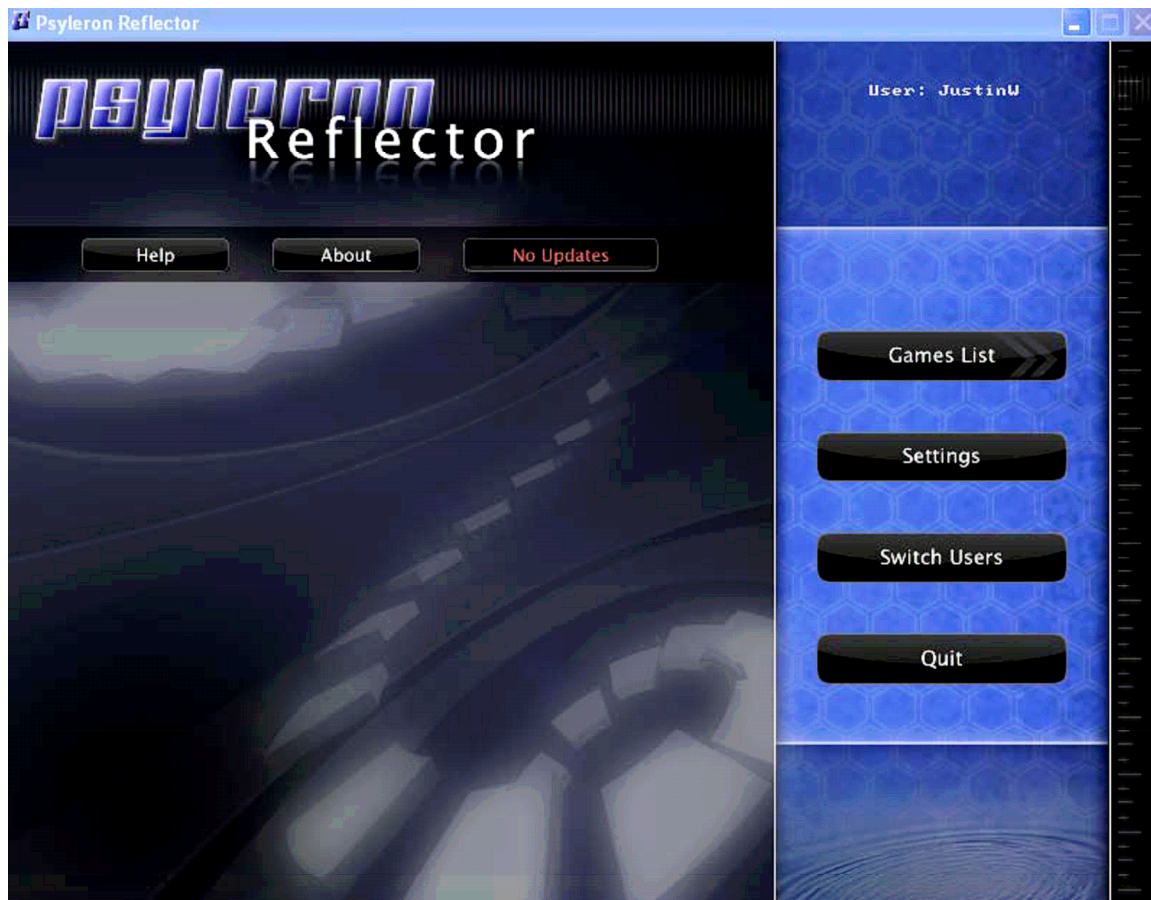 Psyleron Reflector
psyleron
Reflector
User: JustinW
Help
About
No Updates
Games List
Settings
Switch Users
Quit